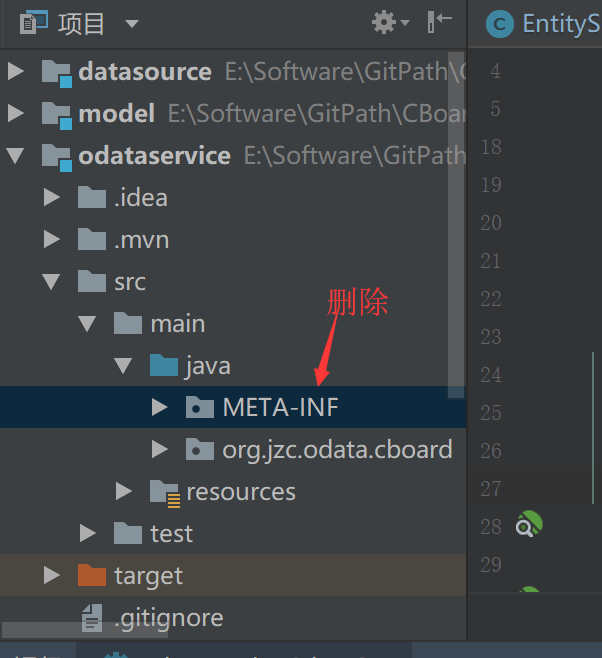 项目
EntityS
datasource E:\Software\GitPath\C
model E:\Software\GitPath\CBoar
odataservice E:\Software\GitPath
.idea
.mvn
src
删除
main
java
META-INF
org.jzc.odata.cboard
resources
test
target
.gitignore
4
5
18
19
20
21
22
23
24
25
26
27
28
29